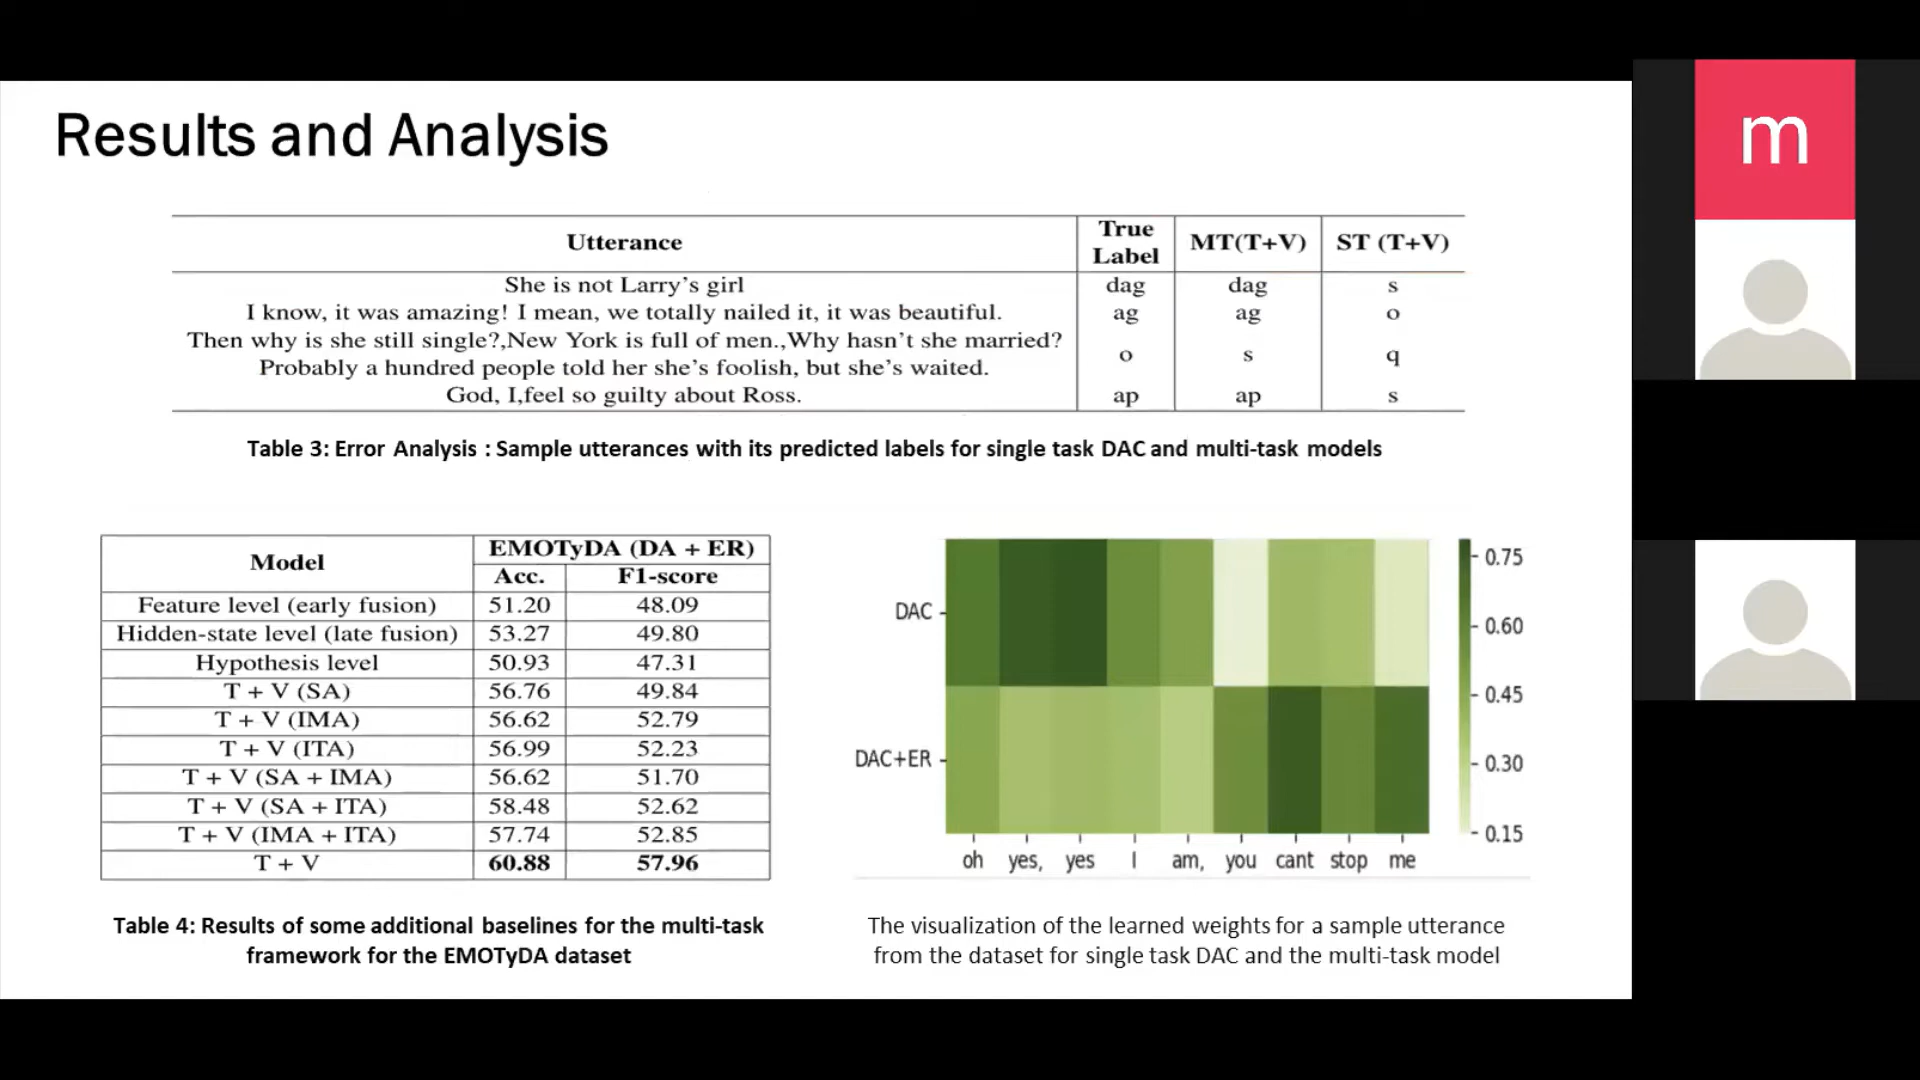 Results and Analysis
m
Utterance True Label MT(T+V) ST (T+V)
She is not Larry's girl dag dag s
I know, it was amazing! I mean, we totally nailed it, it was beautiful. ag ag o
Then why is she still single?,New York is full of men.,Why hasn't she married?
Probably a hundred people told her she's foolish, but she's waited. o s q
God, I,feel so guilty about Ross. ap ap s
Table 3: Error Analysis : Sample utterances with its predicted labels for single task DAC and multi-task models
Model EMOTyDA (DA + ER)
Acc. F1-score
Feature level (early fusion) 51.20 48.09
Hidden-state level (late fusion) 53.27 49.80
Hypothesis level 50.93 47.31
T + V (SA) 56.76 49.84
T + V (IMA) 56.62 52.79
T + V (ITA) 56.99 52.23
T + V (SA + IMA) 56.62 51.70
T + V (SA + ITA) 58.48 52.62
T + V (IMA + ITA) 57.74 52.85
T + V 60.88 57.96
Table 4: Results of some additional baselines for the multi-task
framework for the EMOTyDA dataset
DAC
DAC+ER
0.75
0.60
0.45
0.30
0.15
oh yes, yes I am, you cant stop me
The visualization of the learned weights for a sample utterance
from the dataset for single task DAC and the multi-task model